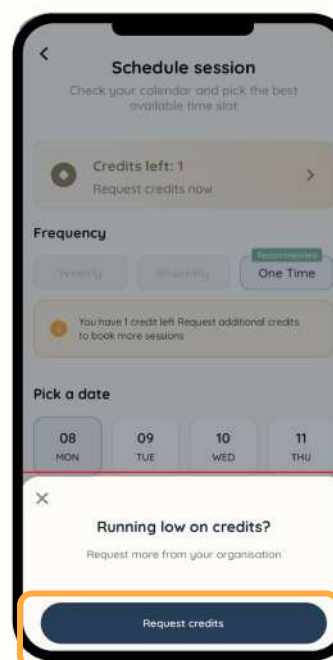 Schedule session
Check your calendar and pick the best
available time slot
Credits left: 1
Request credits now
Frequency
Weekly
Biweekly
Recommended
One Time
You have 1 credit left Request additional credits
to book more sessions
Pick a date
08
09
10
11
MON
TUE
WED
THU
Running low on credits?
Request more from your organisation
Request credits